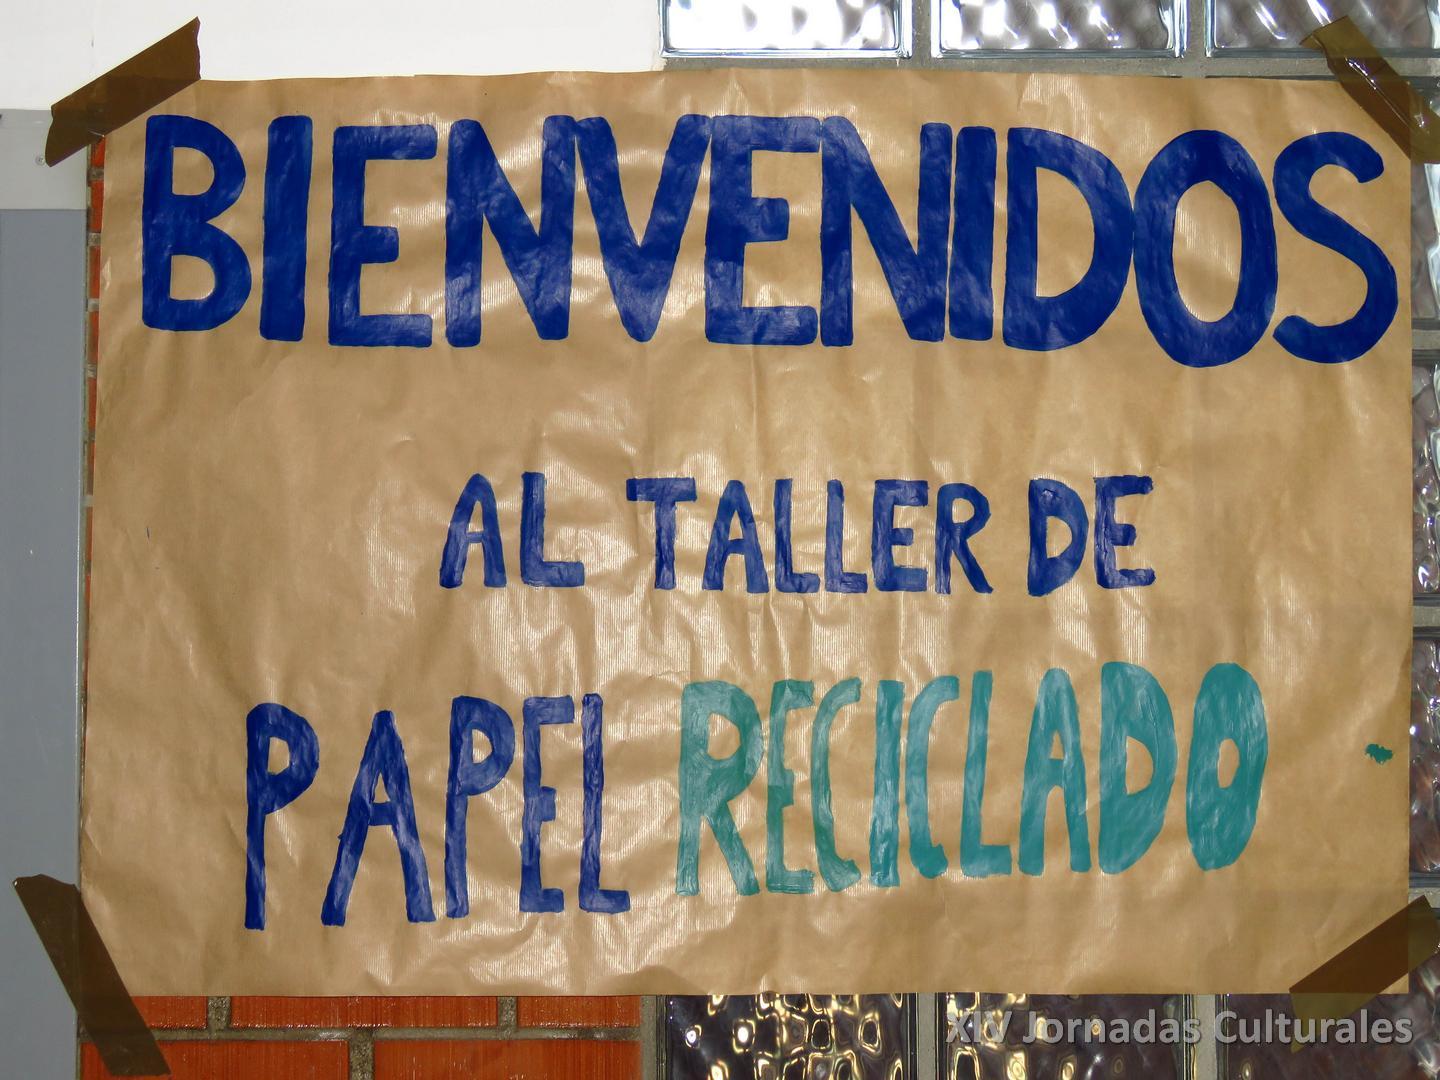 BIENVENIDOS
AL TALLER DE
PAPEL RECICLADO
XIV Jornadas Culturales